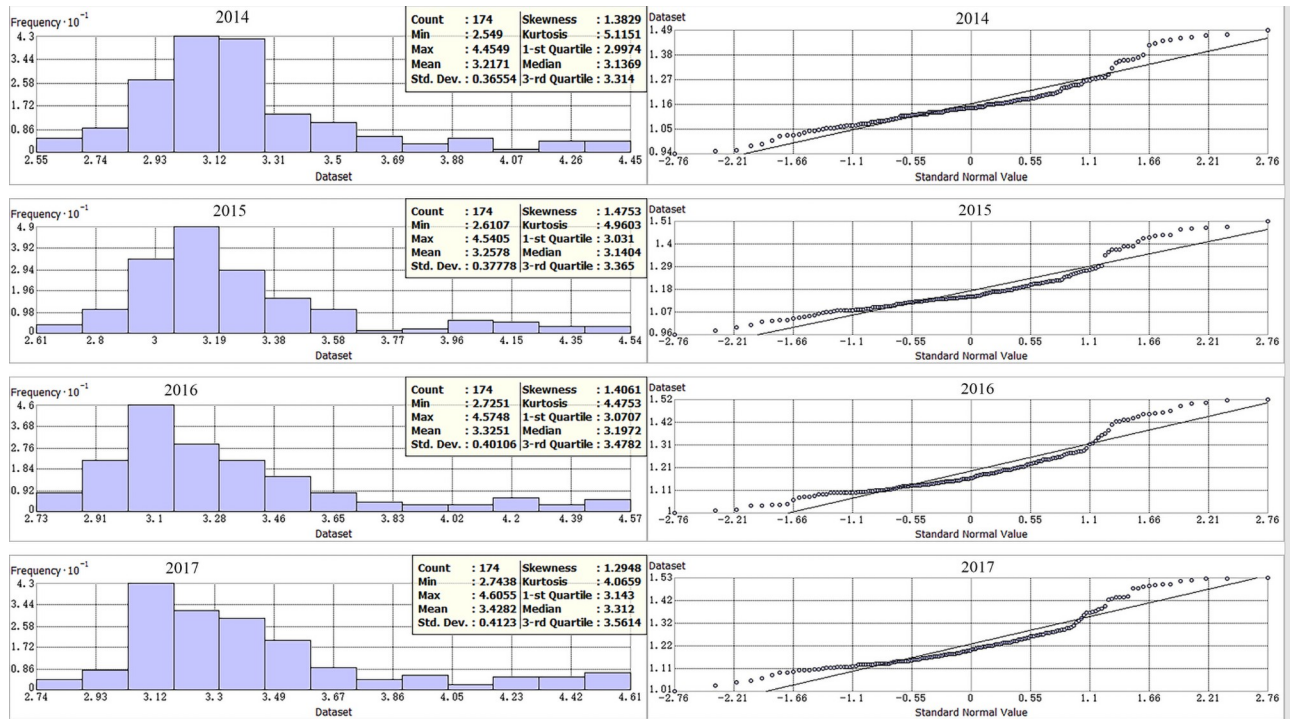 Frequency · 10⁻¹ 2014
4.3
3.44
2.58
1.72
0.86
0
2.55 2.74 2.93 3.12 3.31 3.5 3.69 3.88 4.07 4.26 4.45
Dataset
Count : 174 Skewness : 1.3829
Min : 2.549 Kurtosis : 5.1151
Max : 4.4549 1-st Quartile : 2.9974
Mean : 3.2171 Median : 3.1369
Std. Dev. : 0.36554 3-rd Quartile : 3.314
Dataset 2014
1.49
1.38
1.27
1.16
1.05
0.94
-2.76 -2.21 -1.66 -1.1 -0.55 0 0.55 1.1 1.66 2.21 2.76
Standard Normal Value
Frequency · 10⁻¹ 2015
4.9
3.92
2.94
1.96
0.98
0
2.61 2.8 3 3.19 3.38 3.58 3.77 3.96 4.15 4.35 4.54
Dataset
Count : 174 Skewness : 1.4753
Min : 2.6107 Kurtosis : 4.9603
Max : 4.5405 1-st Quartile : 3.031
Mean : 3.2578 Median : 3.1404
Std. Dev. : 0.37778 3-rd Quartile : 3.365
Dataset 2015
1.51
1.4
1.29
1.18
1.07
0.96
-2.76 -2.21 -1.66 -1.1 -0.55 0 0.55 1.1 1.66 2.21 2.76
Standard Normal Value
Frequency · 10⁻¹ 2016
4.6
3.68
2.76
1.84
0.92
0
2.73 2.91 3.1 3.28 3.46 3.65 3.83 4.02 4.2 4.39 4.57
Dataset
Count : 174 Skewness : 1.4061
Min : 2.7251 Kurtosis : 4.4753
Max : 4.5748 1-st Quartile : 3.0707
Mean : 3.3251 Median : 3.1972
Std. Dev. : 0.40106 3-rd Quartile : 3.4782
Dataset 2016
1.52
1.42
1.31
1.21
1.11
1
-2.76 -2.21 -1.66 -1.1 -0.55 0 0.55 1.1 1.66 2.21 2.76
Standard Normal Value
Frequency · 10⁻¹ 2017
4.3
3.44
2.58
1.72
0.86
0
2.74 2.93 3.12 3.3 3.49 3.67 3.86 4.05 4.23 4.42 4.61
Dataset
Count : 174 Skewness : 1.2948
Min : 2.7438 Kurtosis : 4.0659
Max : 4.6055 1-st Quartile : 3.143
Mean : 3.4282 Median : 3.312
Std. Dev. : 0.4123 3-rd Quartile : 3.5614
Dataset 2017
1.53
1.42
1.32
1.22
1.11
1.01
-2.76 -2.21 -1.66 -1.1 -0.55 0 0.55 1.1 1.66 2.21 2.76
Standard Normal Value